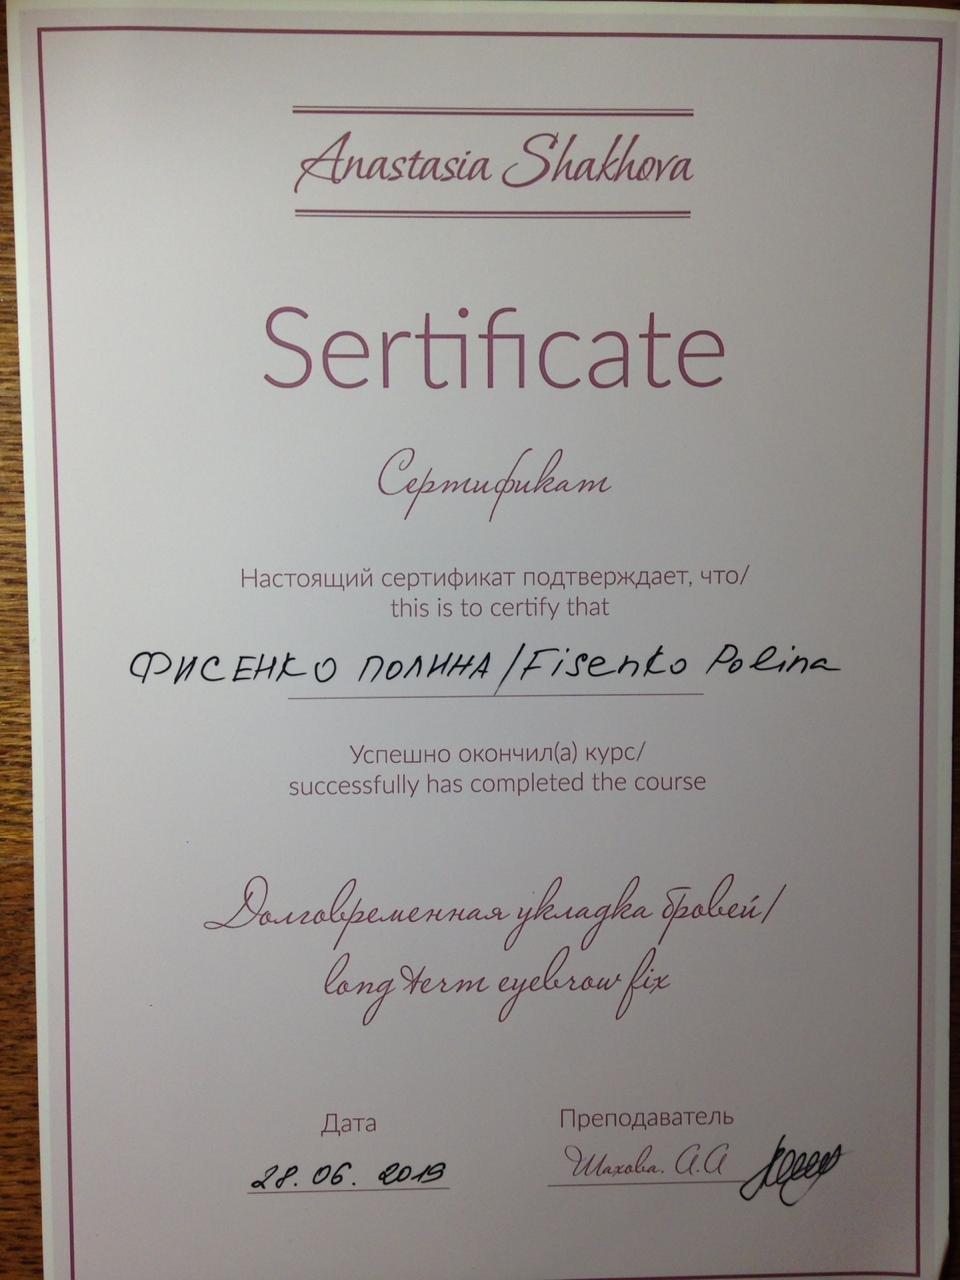 Anastasia Shakhova
Sertificate
Сертификат
Настоящий сертификат подтверждает, что/
this is to certify that
ФИСЕНКО ПОЛИНА/Fisenko Polina
Успешно окончил(а) курс/
successfully has completed the course
Долговременная укладка бровей/
long term eyebrow fix
Дата
Преподаватель
28.06.2019
Шахова. А.А